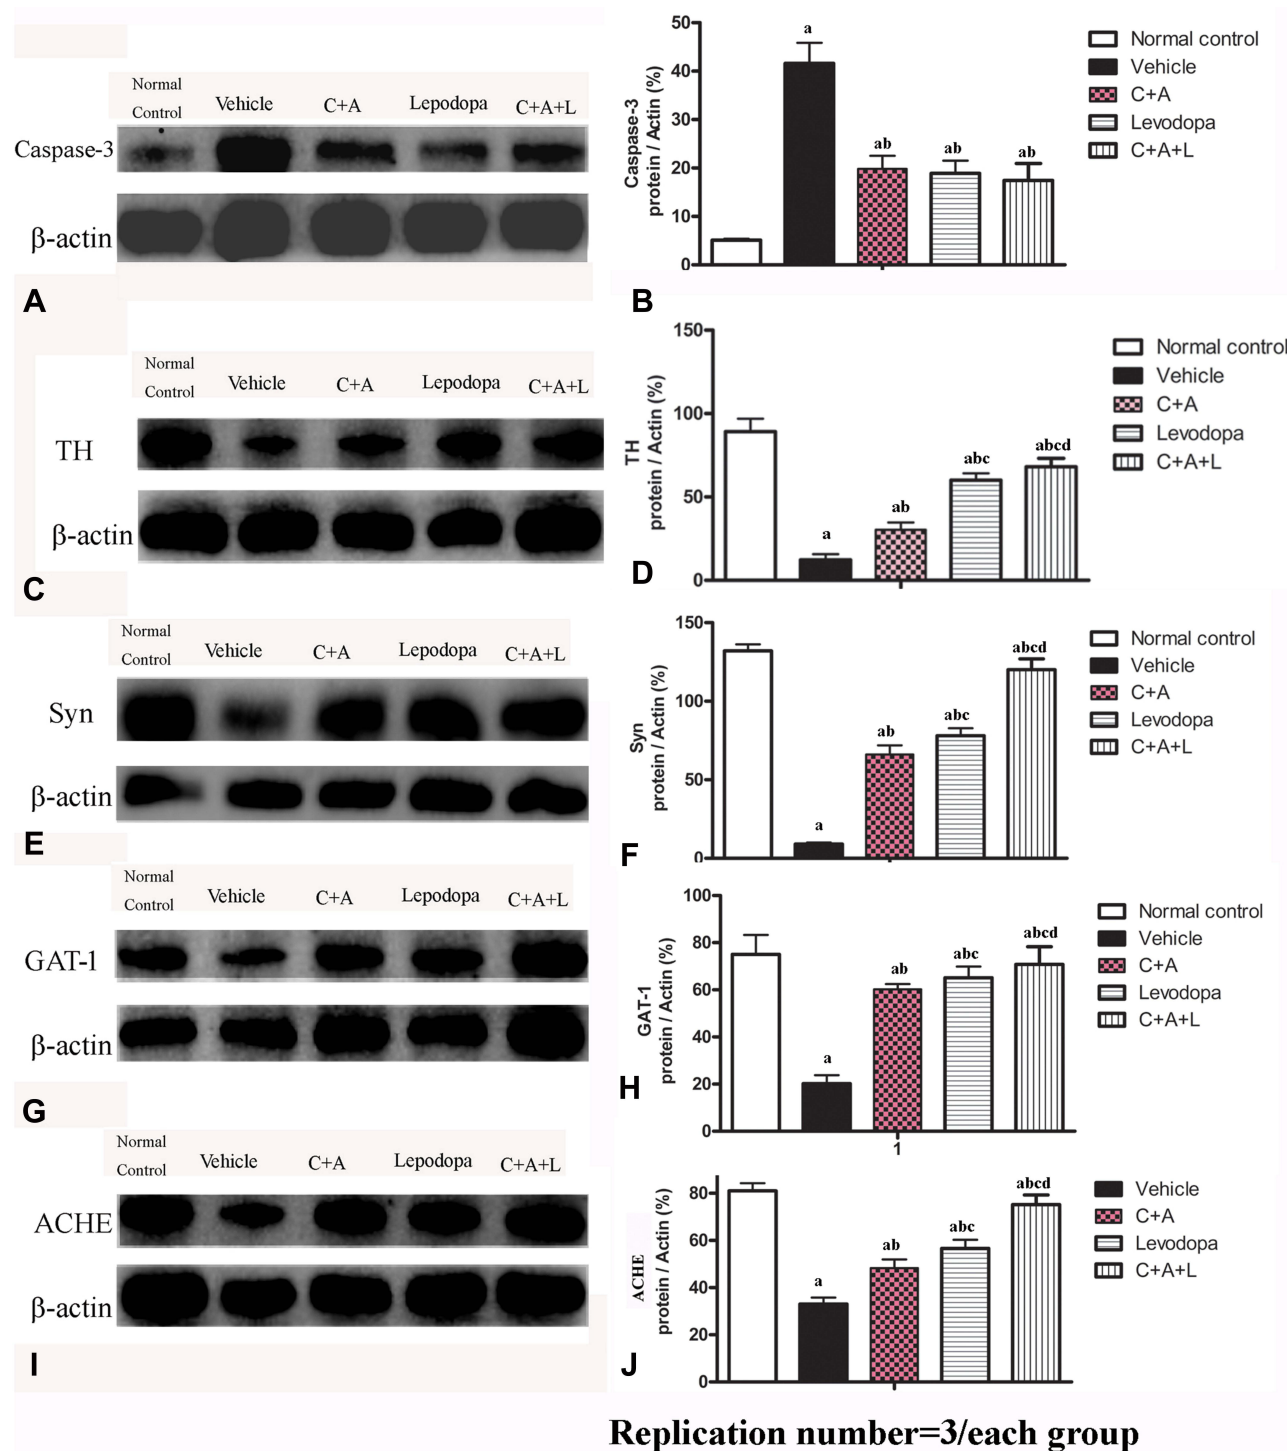 Normal
Control
Vehicle
C+A
Lepodopa
C+A+L
Caspase-3
β-actin
A
50
40
30
20
10
0
Caspase-3
protein / Actin (%)
a
ab
ab
ab
Normal control
Vehicle
C+A
Levodopa
C+A+L
B
Normal
Control
Vehicle
C+A
Lepodopa
C+A+L
TH
β-actin
C
150
100
50
0
TH
protein / Actin (%)
a
ab
abc
abcd
Normal control
Vehicle
C+A
Levodopa
C+A+L
D
Normal
Control
Vehicle
C+A
Lepodopa
C+A+L
Syn
β-actin
E
150
100
50
0
Syn
protein / Actin (%)
a
ab
abc
abcd
Normal control
Vehicle
C+A
Levodopa
C+A+L
F
Normal
Control
Vehicle
C+A
Lepodopa
C+A+L
GAT-1
β-actin
G
100
80
60
40
20
0
GAT-1
protein / Actin (%)
a
ab
abc
abcd
1
Normal control
Vehicle
C+A
Levodopa
C+A+L
H
Normal
Control
Vehicle
C+A
Lepodopa
C+A+L
ACHE
β-actin
I
80
60
40
20
0
ACHE
protein / Actin (%)
a
ab
abc
abcd
Vehicle
C+A
Levodopa
C+A+L
J
Replication number=3/each group